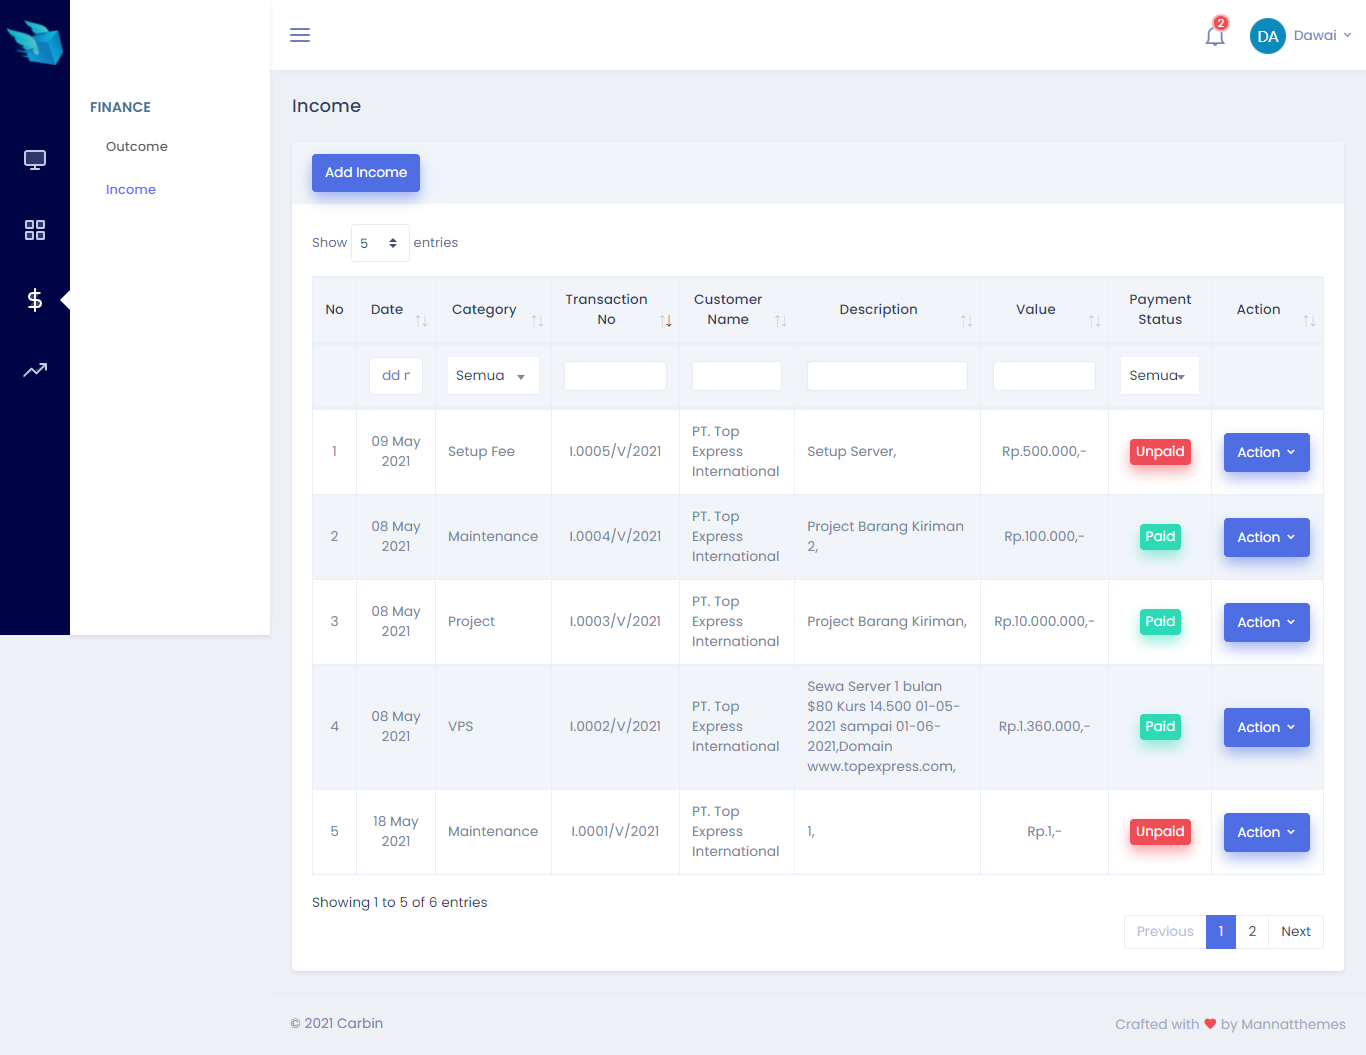 2
DA
Dawai
FINANCE
Outcome
Income
Income
Add Income
Show 5 entries
No
Date
Category
Transaction
No
Customer
Name
Description
Value
Payment
Status
Action
dd m
Semua
Semua
1
09 May
2021
Setup Fee
I.0005/V/2021
PT. Top
Express
International
Setup Server,
Rp.500.000,-
Unpaid
Action
2
08 May
2021
Maintenance
I.0004/V/2021
PT. Top
Express
International
Project Barang Kiriman
2,
Rp.100.000,-
Paid
Action
3
08 May
2021
Project
I.0003/V/2021
PT. Top
Express
International
Project Barang Kiriman,
Rp.10.000.000,-
Paid
Action
4
08 May
2021
VPS
I.0002/V/2021
PT. Top
Express
International
Sewa Server 1 bulan
$80 Kurs 14.500 01-05-
2021 sampai 01-06-
2021,Domain
www.topexpress.com,
Rp.1.360.000,-
Paid
Action
5
18 May
2021
Maintenance
I.0001/V/2021
PT. Top
Express
International
1,
Rp.1,-
Unpaid
Action
Showing 1 to 5 of 6 entries
Previous 1 2 Next
© 2021 Carbin
Crafted with ♥ by Mannatthemes